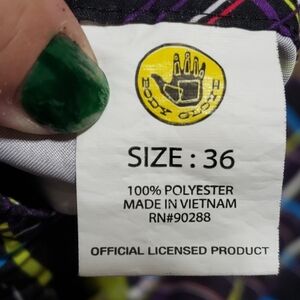 BODY GLOVE
SIZE : 36
100% POLYESTER
MADE IN VIETNAM
RN#90288
OFFICIAL LICENSED PRODUCT